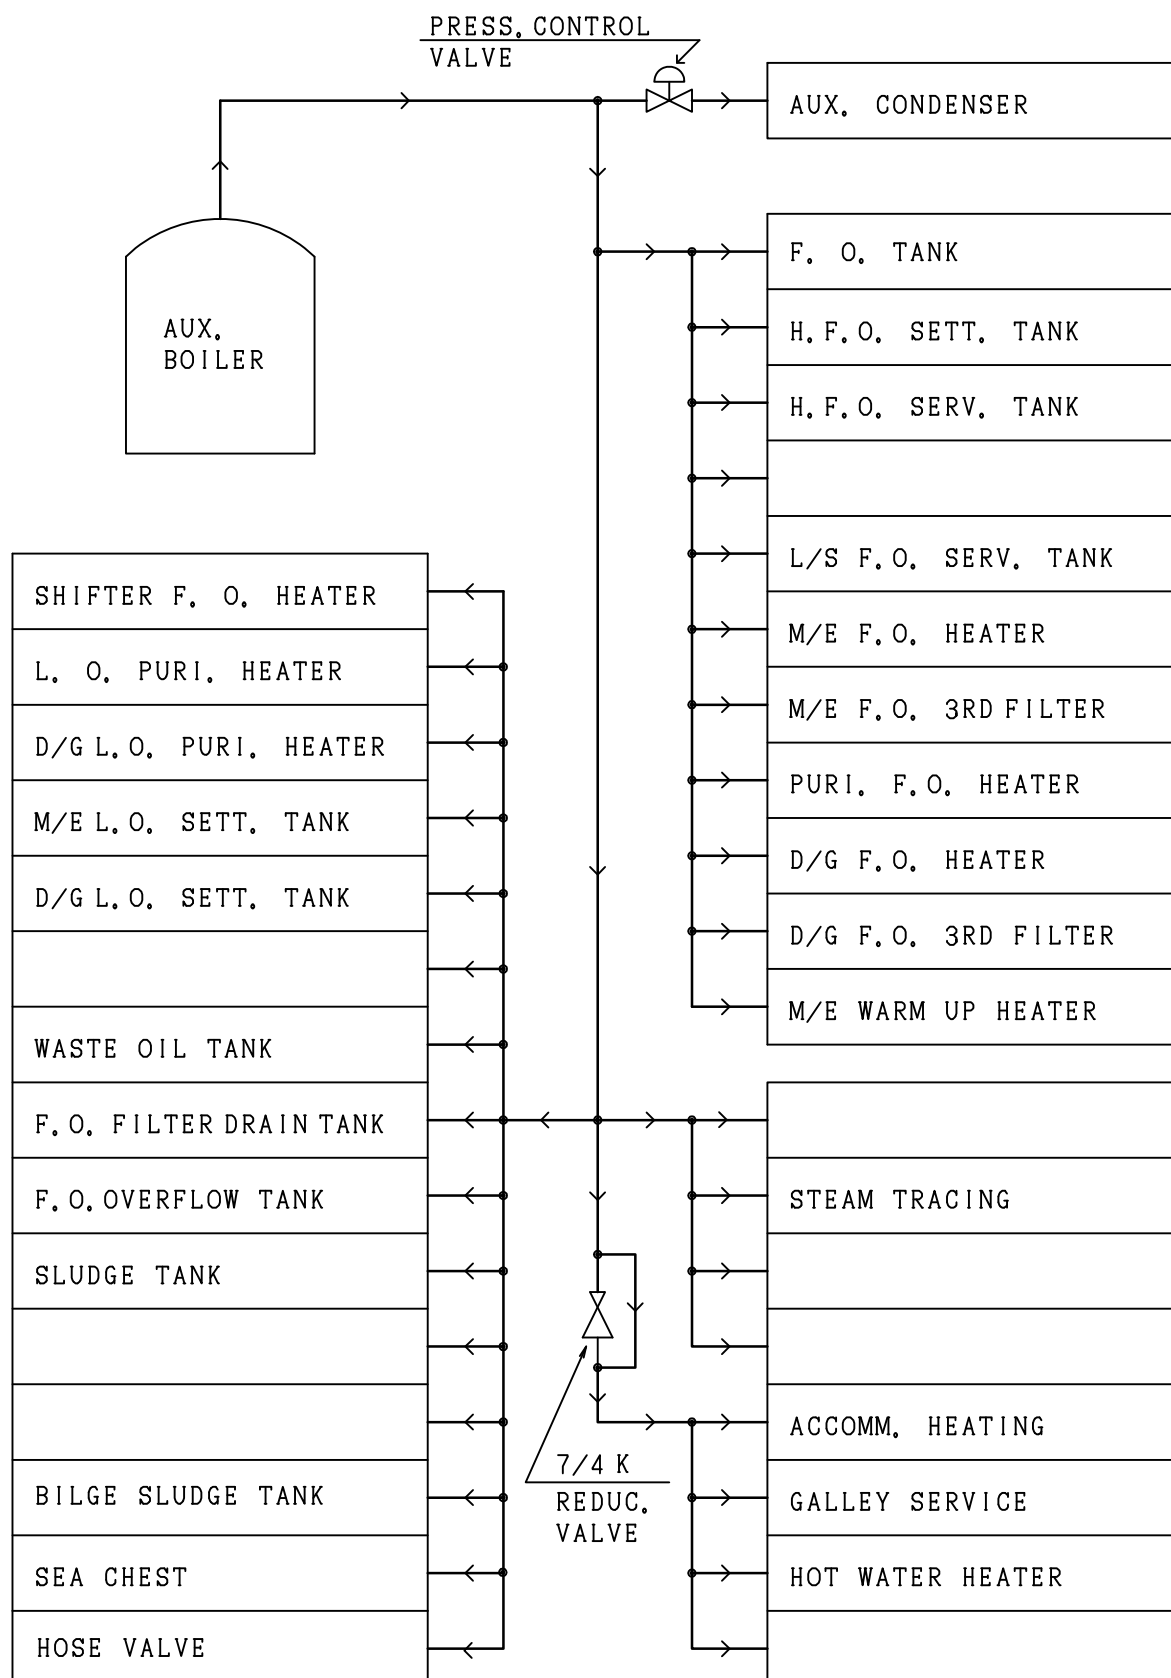 PRESS. CONTROL
VALVE
AUX. CONDENSER
AUX.
BOILER
F. O. TANK
H.F.O. SETT. TANK
H.F.O. SERV. TANK
L/S F.O. SERV. TANK
M/E F.O. HEATER
M/E F.O. 3RD FILTER
PURI. F.O. HEATER
D/G F.O. HEATER
D/G F.O. 3RD FILTER
M/E WARM UP HEATER
SHIFTER F. O. HEATER
L. O. PURI. HEATER
D/G L.O. PURI. HEATER
M/E L.O. SETT. TANK
D/G L.O. SETT. TANK
WASTE OIL TANK
F.O. FILTER DRAIN TANK
F.O. OVERFLOW TANK
SLUDGE TANK
BILGE SLUDGE TANK
SEA CHEST
HOSE VALVE
7/4 K
REDUC.
VALVE
STEAM TRACING
ACCOMM. HEATING
GALLEY SERVICE
HOT WATER HEATER